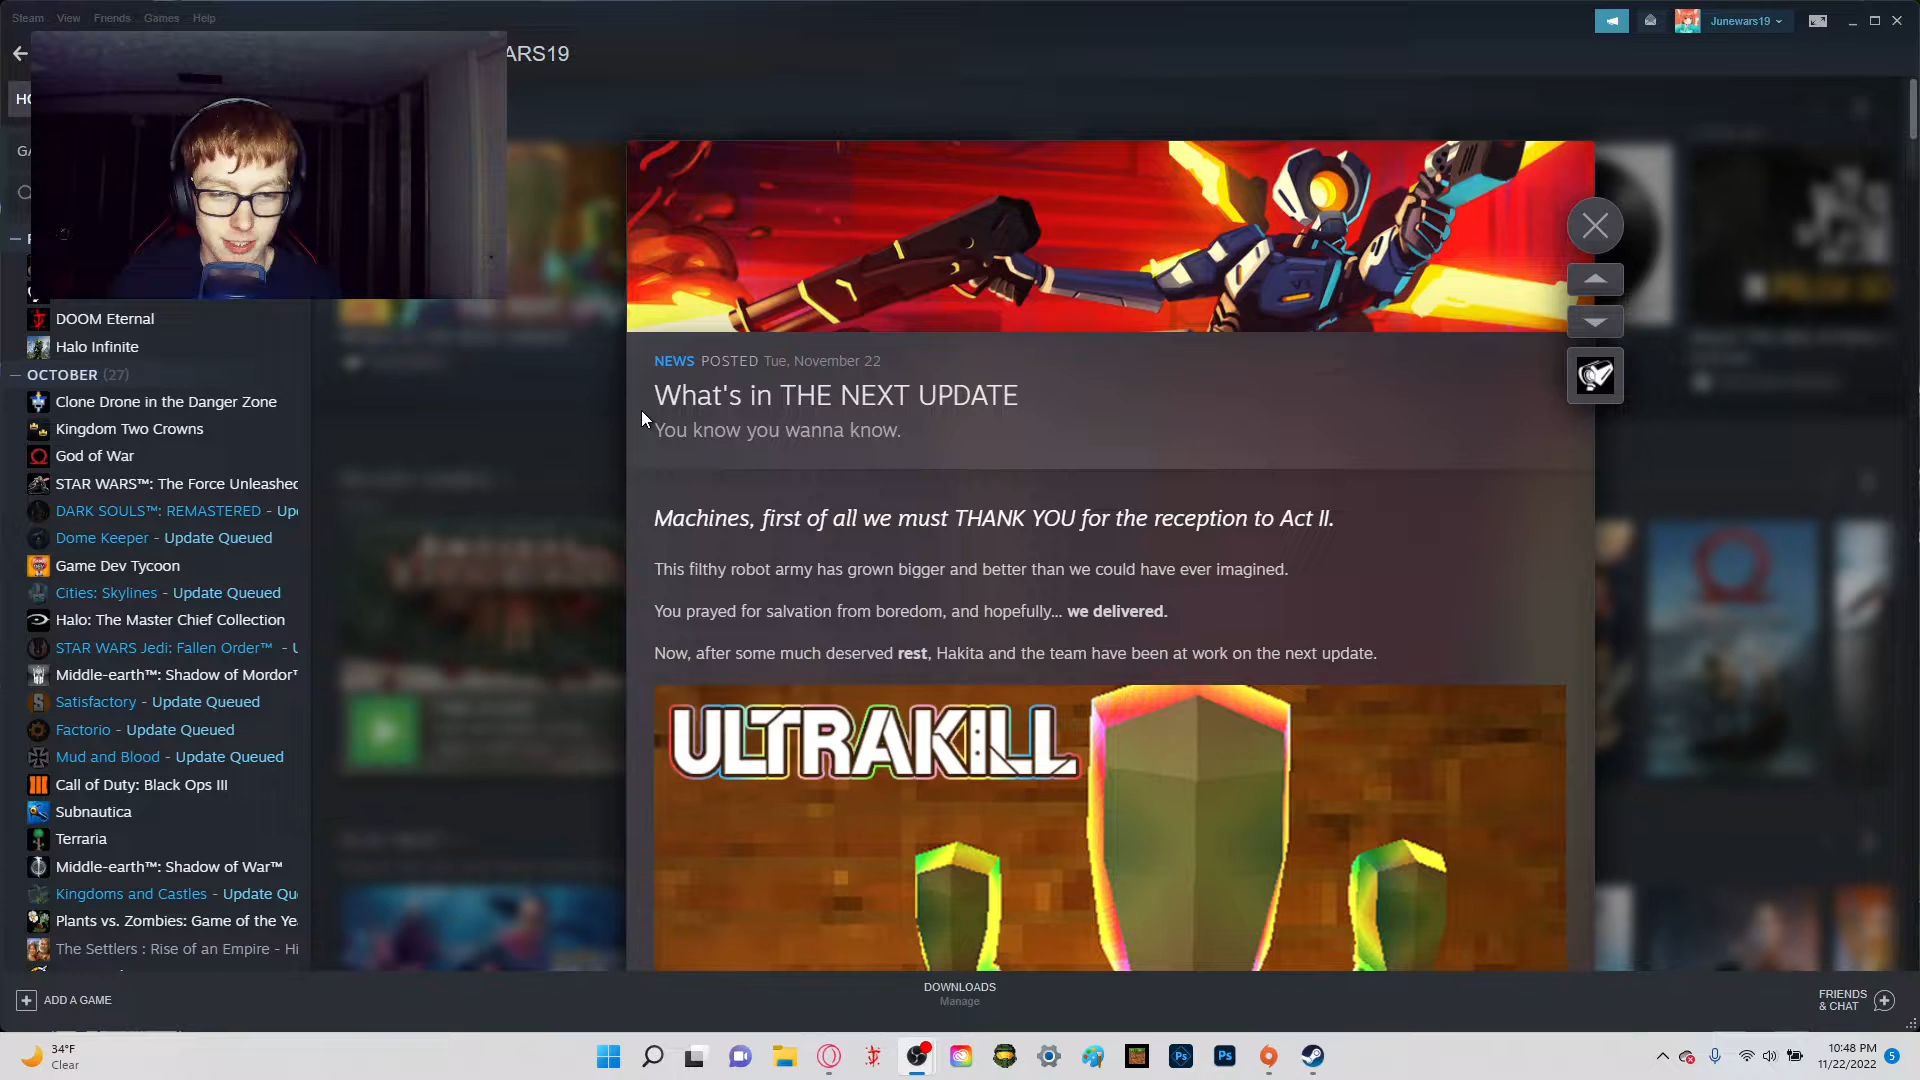 Steam View Friends Games Help
Junewars19
ARS19
DOOM Eternal
Halo Infinite
OCTOBER (27)
Clone Drone in the Danger Zone
Kingdom Two Crowns
God of War
STAR WARS™: The Force Unleashed
DARK SOULS™: REMASTERED - Up
Dome Keeper - Update Queued
Game Dev Tycoon
Cities: Skylines - Update Queued
Halo: The Master Chief Collection
STAR WARS Jedi: Fallen Order™ - U
Middle-earth™: Shadow of Mordor™
Satisfactory - Update Queued
Factorio - Update Queued
Mud and Blood - Update Queued
Call of Duty: Black Ops III
Subnautica
Terraria
Middle-earth™: Shadow of War™
Kingdoms and Castles - Update Qu
Plants vs. Zombies: Game of the Ye
The Settlers : Rise of an Empire - Hi
NEWS POSTED Tue, November 22
What's in THE NEXT UPDATE
You know you wanna know.
Machines, first of all we must THANK YOU for the reception to Act II.
This filthy robot army has grown bigger and better than we could have ever imagined.
You prayed for salvation from boredom, and hopefully... we delivered.
Now, after some much deserved rest, Hakita and the team have been at work on the next update.
ULTRAKILL
ADD A GAME
DOWNLOADS
Manage
FRIENDS
& CHAT
34°F
Clear
Ps
Ps
10:48 PM
11/22/2022
5